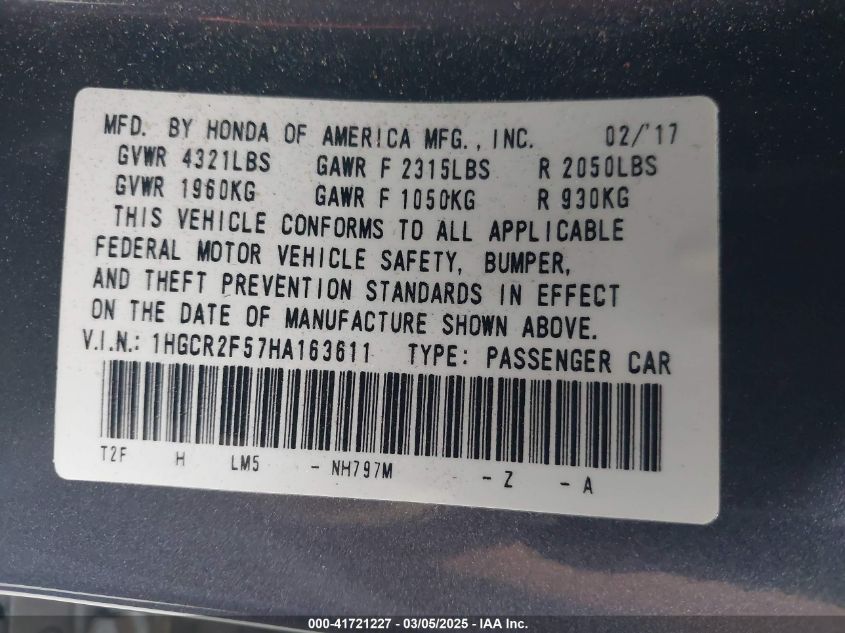 MFD. BY HONDA OF AMERICA MFG., INC. 02/'17
GVWR 4321LBS GAWR F 2315LBS R 2050LBS
GVWR 1960KG GAWR F 1050KG R 930KG
THIS VEHICLE CONFORMS TO ALL APPLICABLE
FEDERAL MOTOR VEHICLE SAFETY, BUMPER,
AND THEFT PREVENTION STANDARDS IN EFFECT
ON THE DATE OF MANUFACTURE SHOWN ABOVE.
V.I.N.: 1HGCR2F57HA163611 TYPE: PASSENGER CAR
T2F H LM5 - NH797M - Z - A
000-41721227 - 03/05/2025 - IAA Inc.